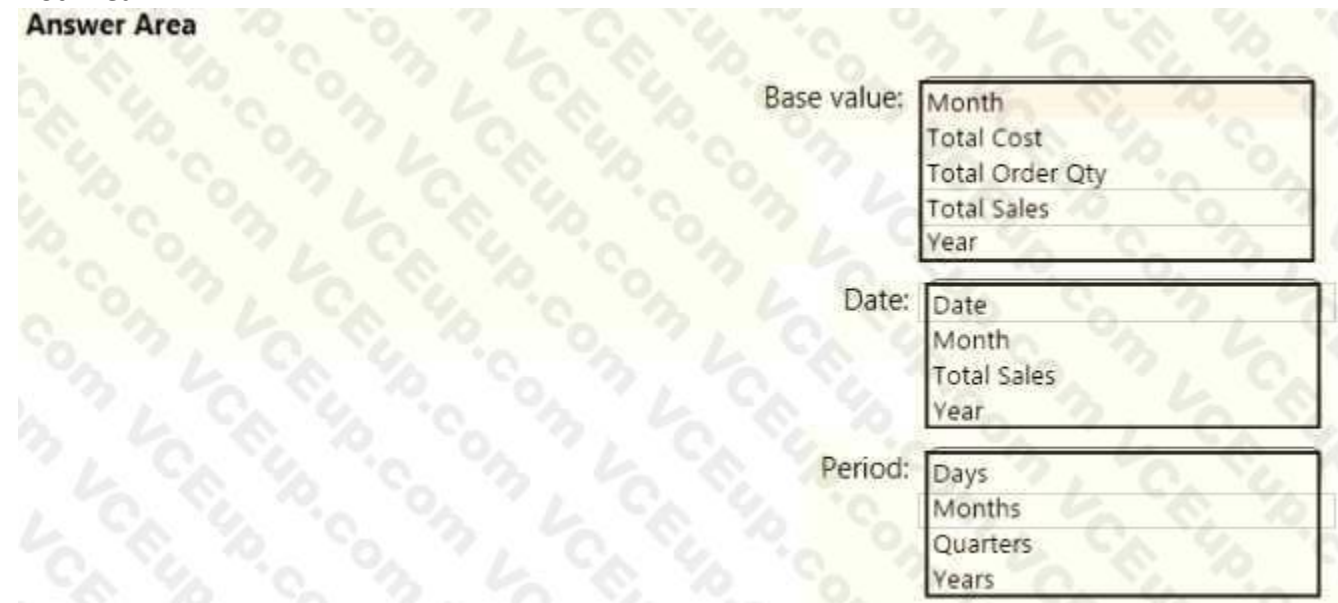 Answer Area
Base value:
Month
Total Cost
Total Order Qty
Total Sales
Year
Date:
Date
Month
Total Sales
Year
Period:
Days
Months
Quarters
Years